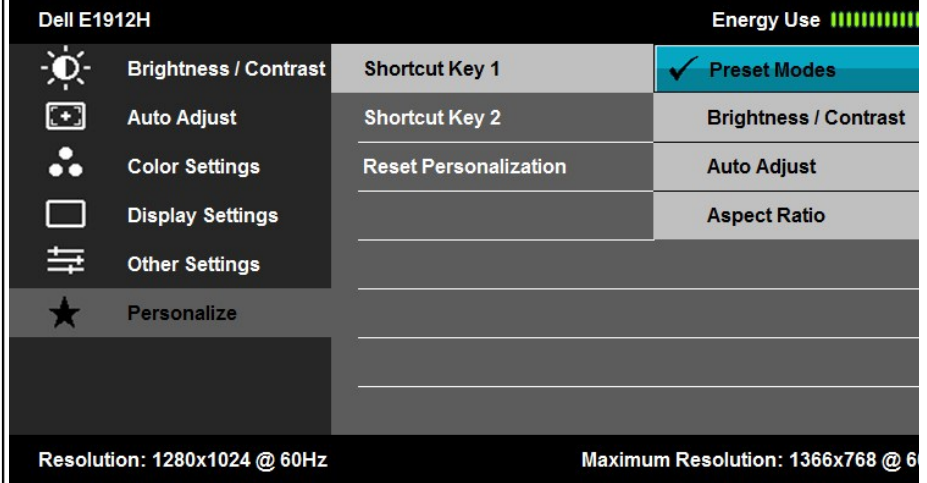 Dell E1912H Energy Use
Brightness / Contrast Shortcut Key 1 Preset Modes
Auto Adjust Shortcut Key 2 Brightness / Contrast
Color Settings Reset Personalization Auto Adjust
Display Settings Aspect Ratio
Other Settings
Personalize
Resolution: 1280x1024 @ 60Hz Maximum Resolution: 1366x768 @